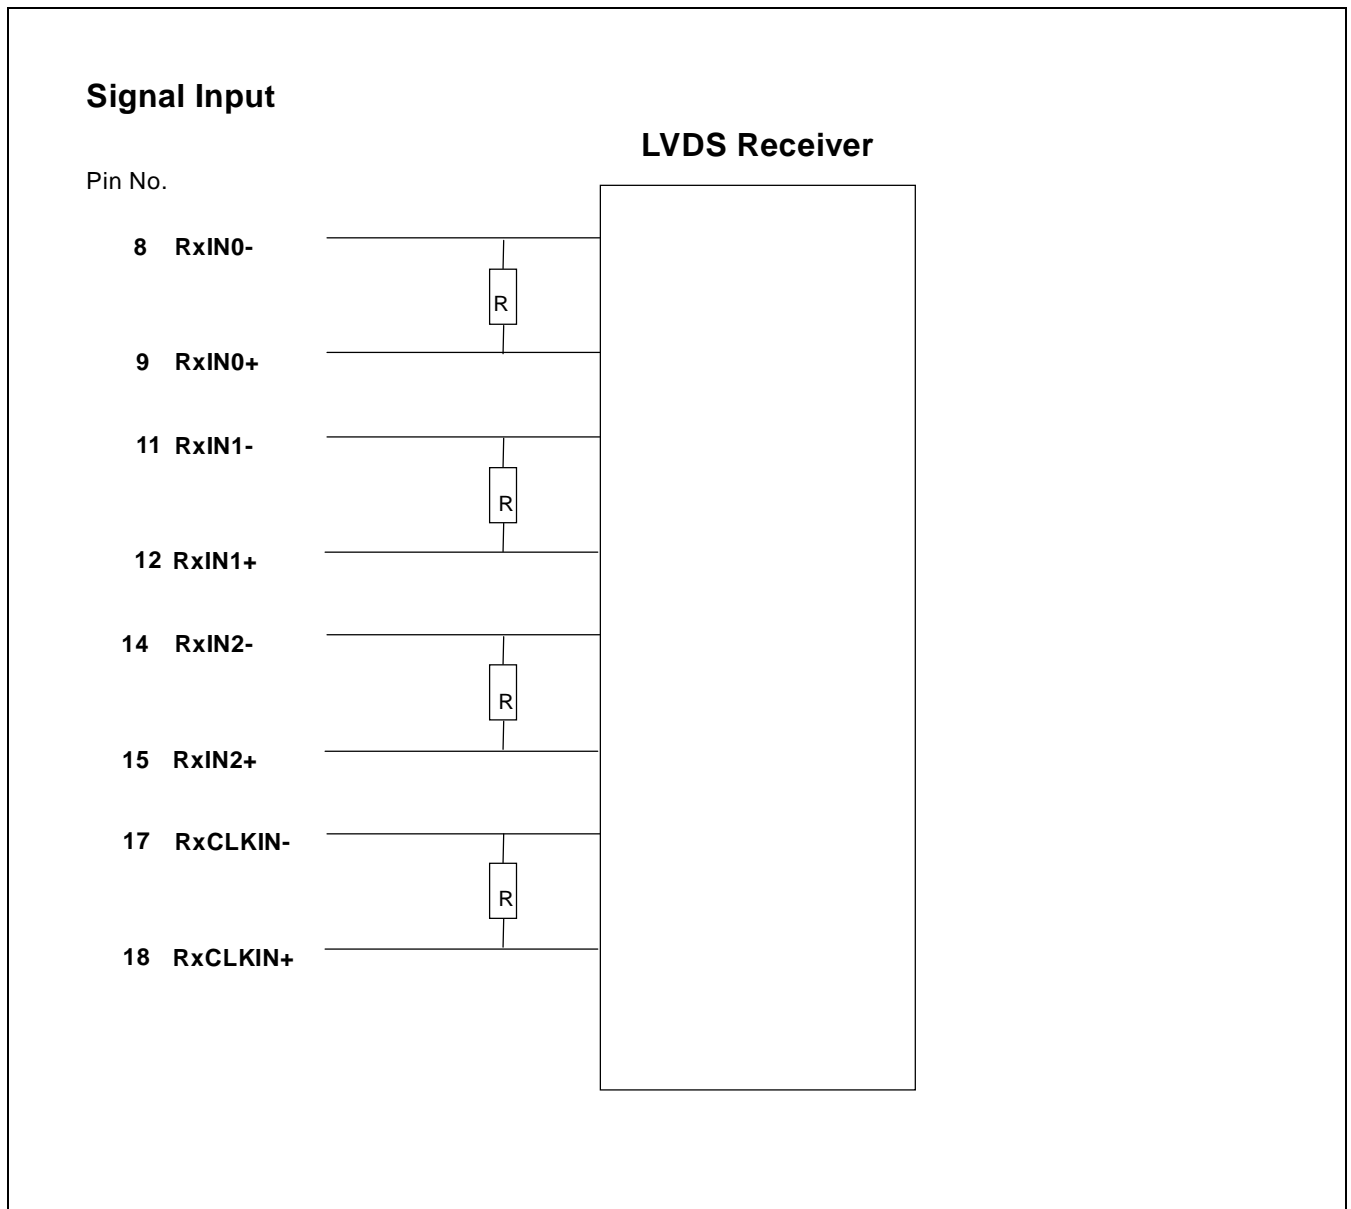 Signal Input
LVDS Receiver
Pin No.
8 RxIN0-
R
9 RxIN0+
11 RxIN1-
R
12 RxIN1+
14 RxIN2-
R
15 RxIN2+
17 RxCLKIN-
R
18 RxCLKIN+